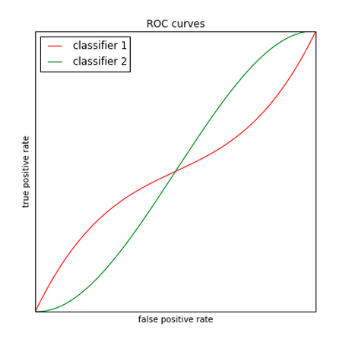 ROC curves
classifier 1
classifier 2
true positive rate
false positive rate